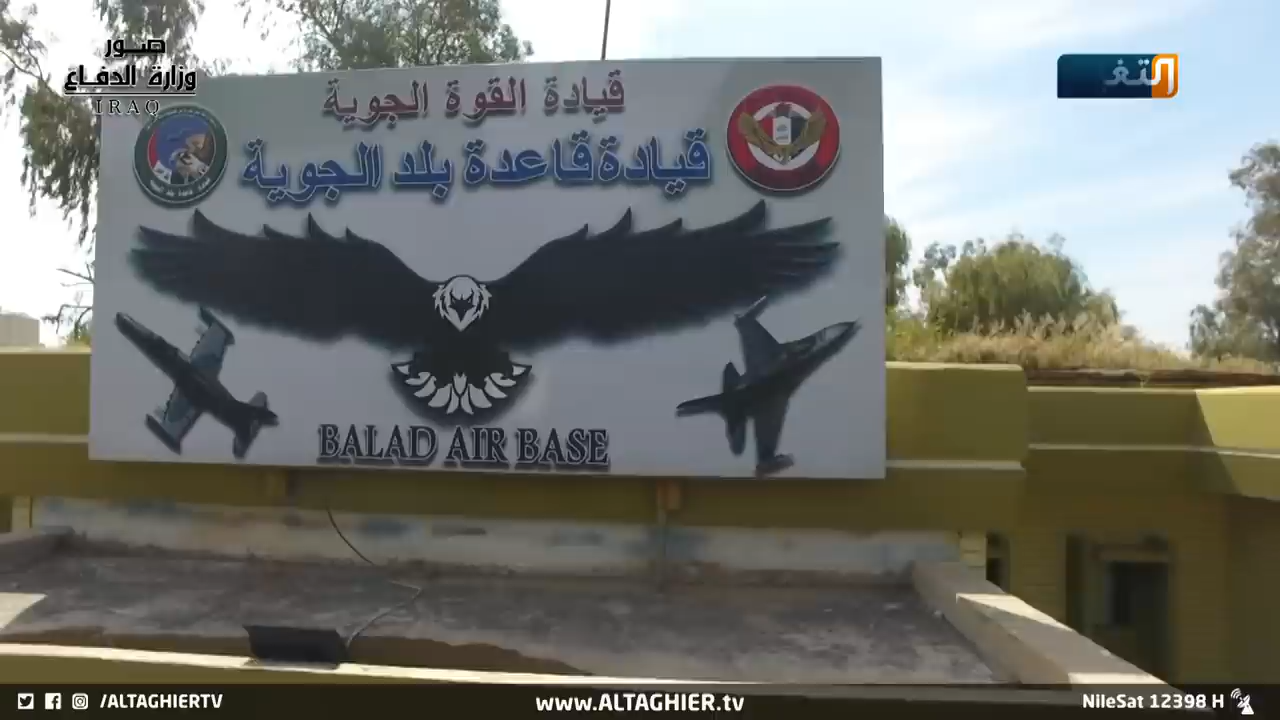 صور
وزارة الدفاع
IRAQ
التغ
قيادة القوة الجوية
قيادة قاعدة بلد الجوية
BALAD AIR BASE
/ALTAGHIERTV
www.ALTAGHIER.tv
NileSat 12398 H